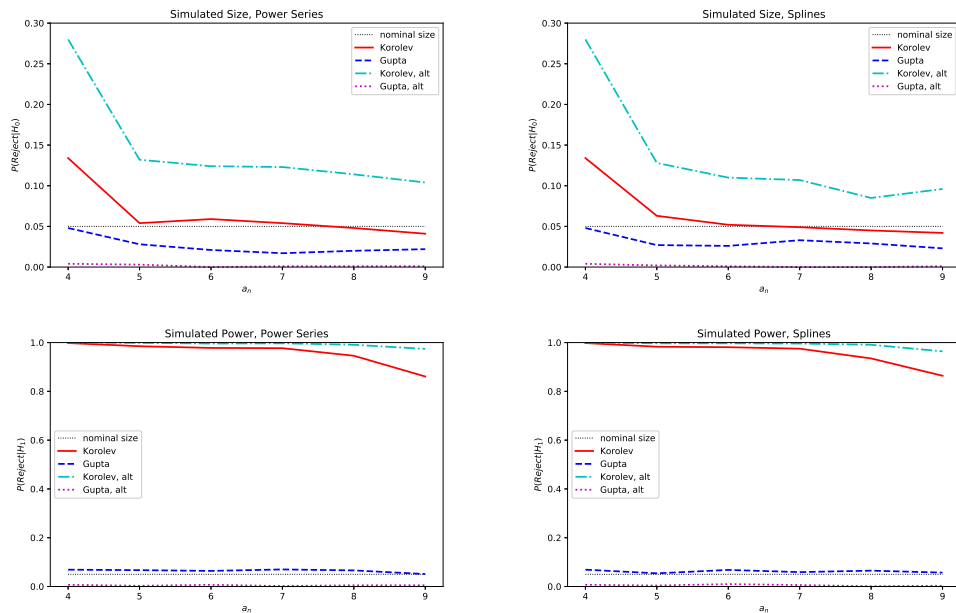 Simulated Size, Power Series
0.30
0.25
0.20
0.15
0.10
0.05
0.00
P(Reject|H₀)
nominal size
Korolev
Gupta
Korolev, alt
Gupta, alt
4 5 6 7 8 9
aₙ
Simulated Size, Splines
0.30
0.25
0.20
0.15
0.10
0.05
0.00
P(Reject|H₀)
nominal size
Korolev
Gupta
Korolev, alt
Gupta, alt
4 5 6 7 8 9
aₙ
Simulated Power, Power Series
1.0
0.8
0.6
0.4
0.2
0.0
P(Reject|H₁)
nominal size
Korolev
Gupta
Korolev, alt
Gupta, alt
4 5 6 7 8 9
aₙ
Simulated Power, Splines
1.0
0.8
0.6
0.4
0.2
0.0
P(Reject|H₁)
nominal size
Korolev
Gupta
Korolev, alt
Gupta, alt
4 5 6 7 8 9
aₙ